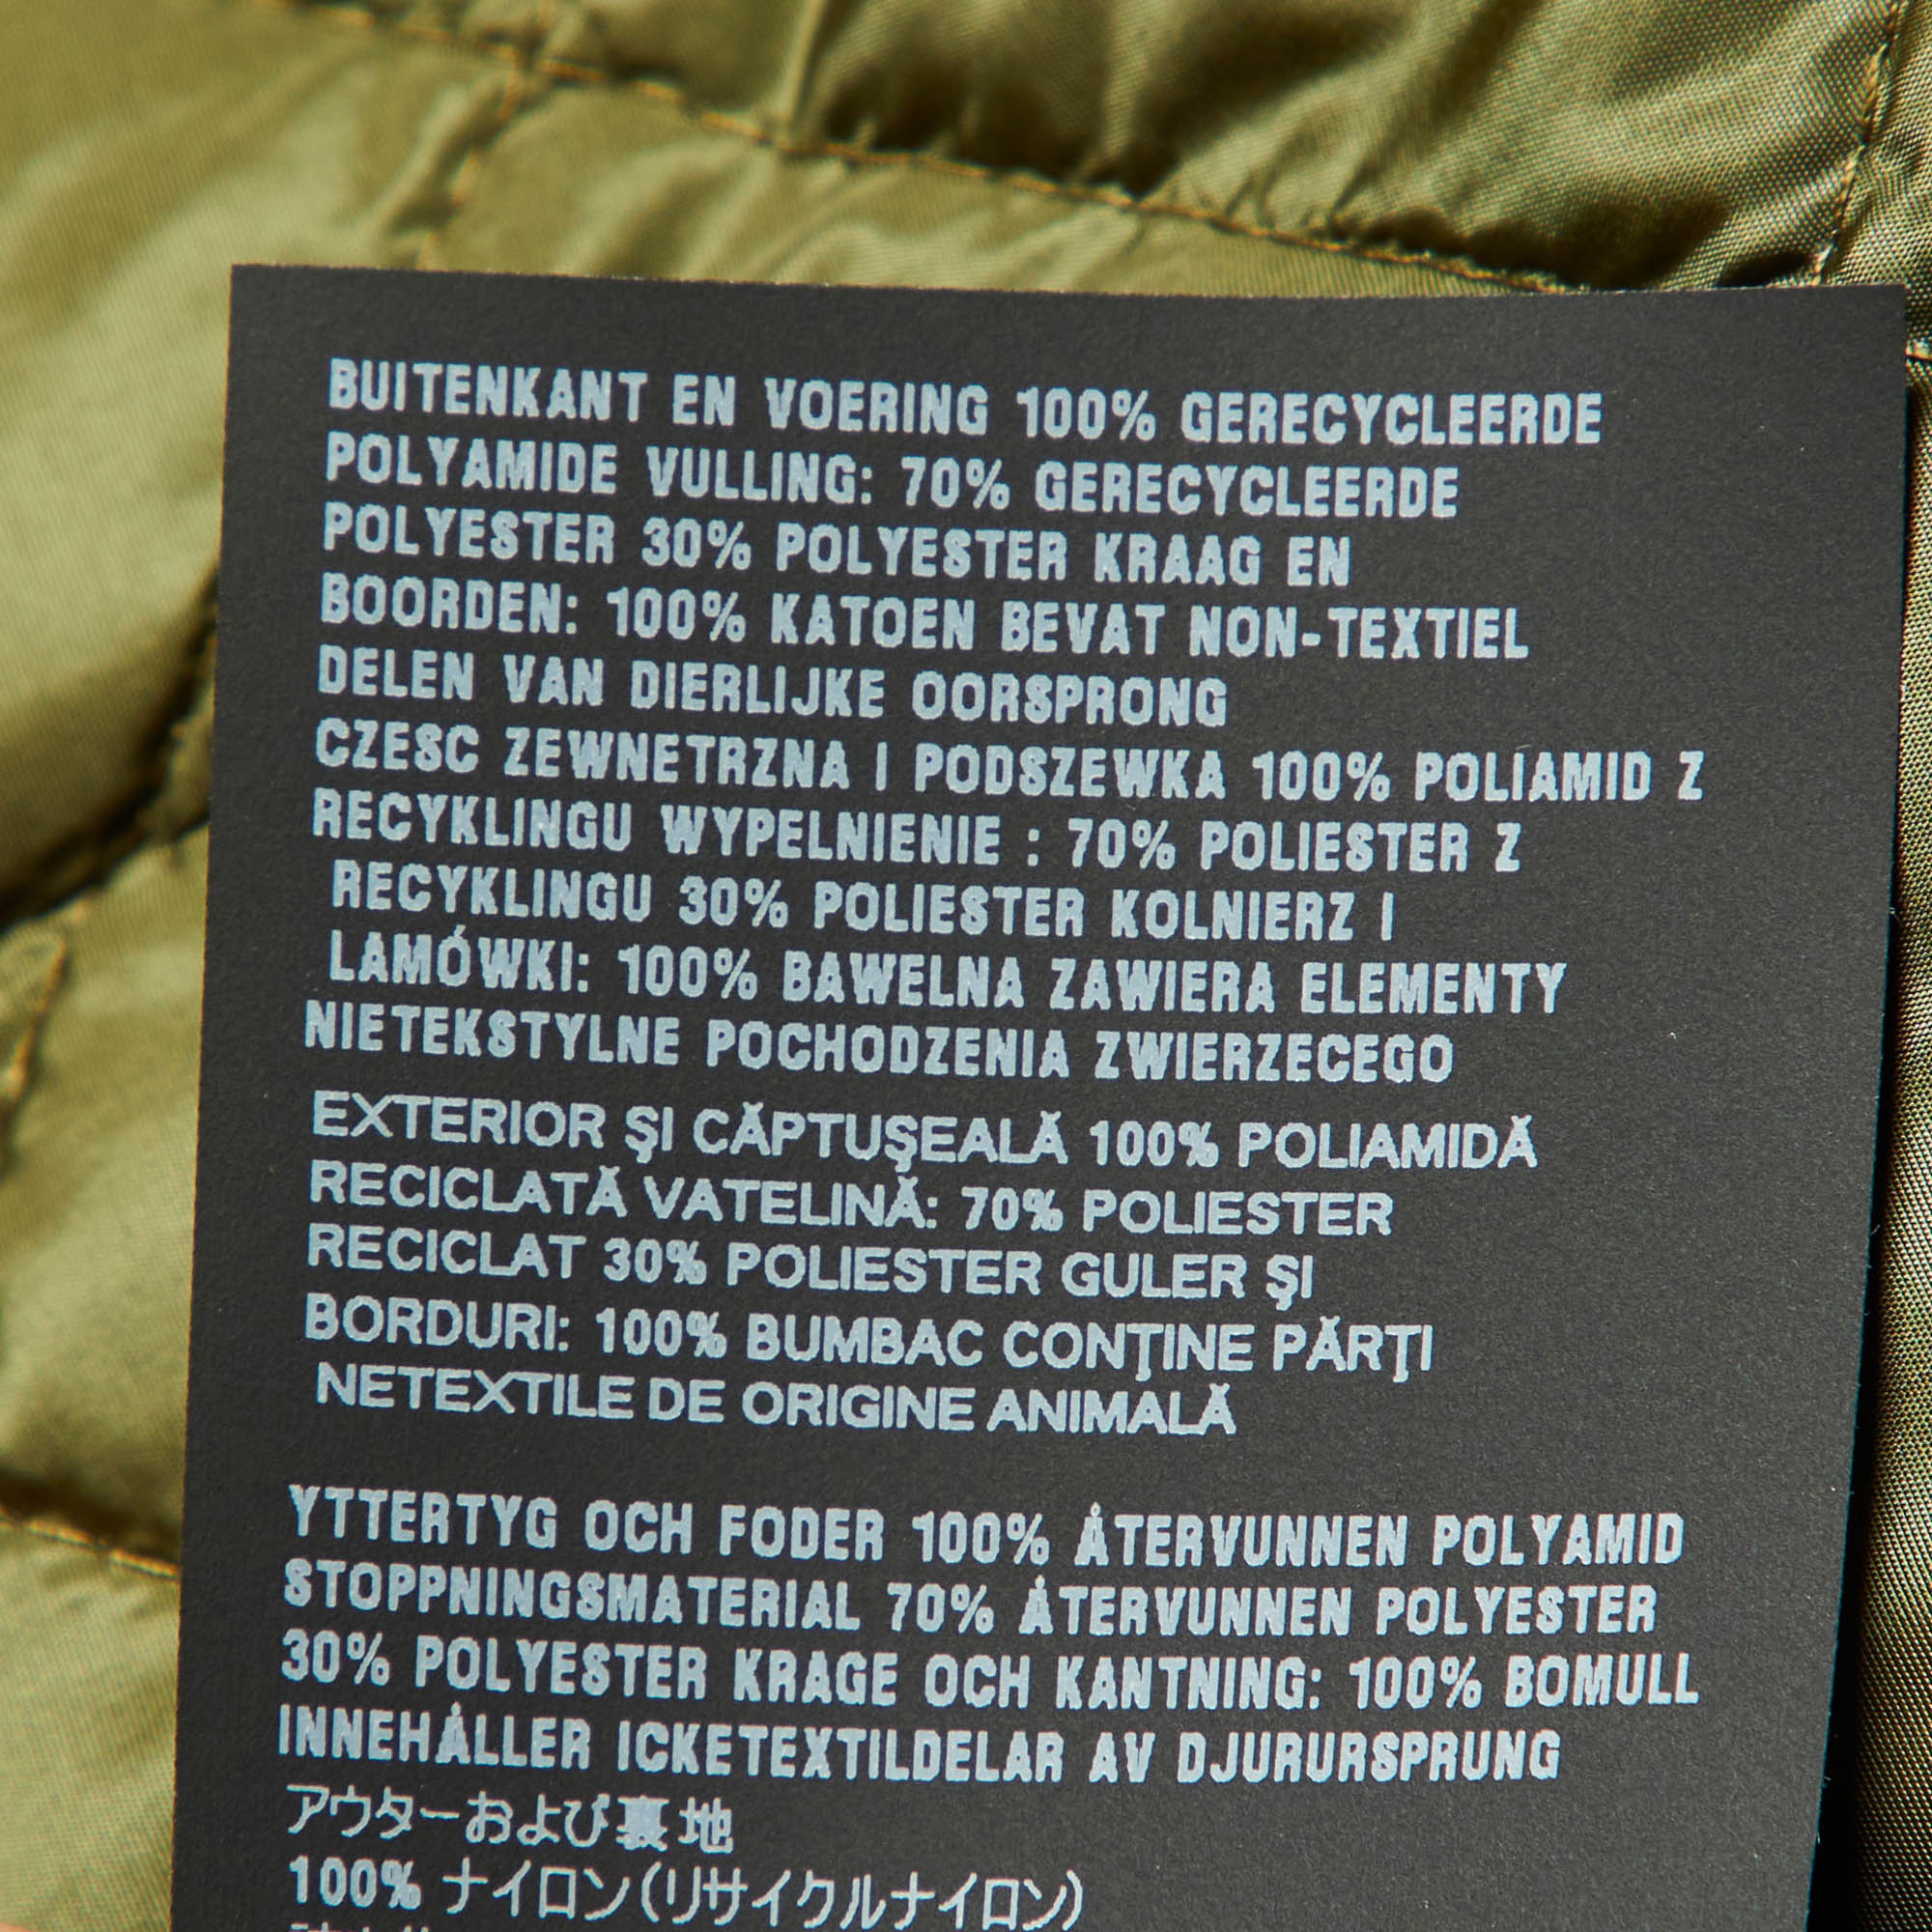 BUITENKANT EN VOERING 100% GERECYCLEERDE
POLYAMIDE VULLING: 70% GERECYCLEERDE
POLYESTER 30% POLYESTER KRAAG EN
BOORDEN: 100% KATOEN BEVAT NON-TEXTIEL
DELEN VAN DIERLIJKE OORSPRONG
CZESC ZEWNETRZNA I PODSZEWKA 100% POLIAMID Z
RECYKLINGU WYPELNIENIE : 70% POLIESTER Z
RECYKLINGU 30% POLIESTER KOLNIERZ I
LAMÓWKI: 100% BAWELNA ZAWIERA ELEMENTY
NIETEKSTYLNE POCHODZENIA ZWIERZECEGO
EXTERIOR ŞI CĂPTUŞEALĂ 100% POLIAMIDĂ
RECICLATĂ VATELINĂ: 70% POLIESTER
RECICLAT 30% POLIESTER GULER ŞI
BORDURI: 100% BUMBAC CONŢINE PĂRŢI
NETEXTILE DE ORIGINE ANIMALĂ
YTTERTYG OCH FODER 100% ÅTERVUNNEN POLYAMID
STOPPNINGSMATERIAL 70% ÅTERVUNNEN POLYESTER
30% POLYESTER KRAGE OCH KANTNING: 100% BOMULL
INNEHÅLLER ICKETEXTILDELAR AV DJURURSPRUNG
アウターおよび裏地
100% ナイロン(リサイクルナイロン)